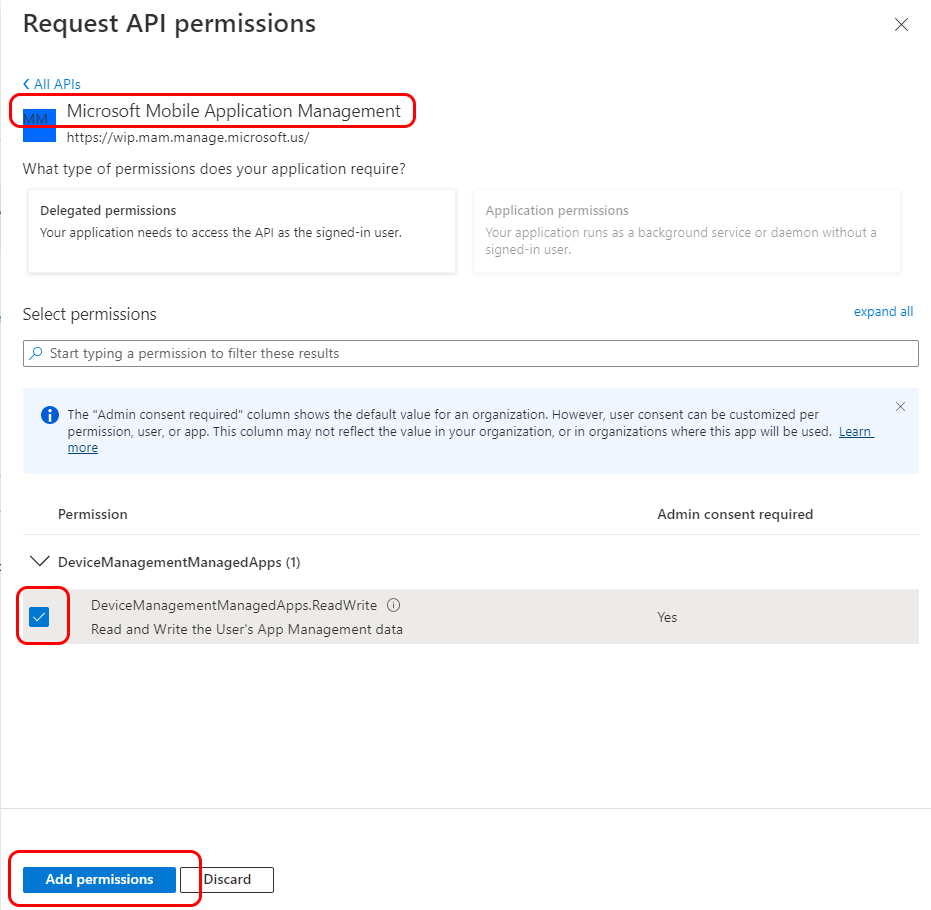 Request API permissions
All APIs
MM
Microsoft Mobile Application Management
https://wip.mam.manage.microsoft.us/
What type of permissions does your application require?
Delegated permissions
Your application needs to access the API as the signed-in user.
Application permissions
Your application runs as a background service or daemon without a
signed-in user.
Select permissions
expand all
Start typing a permission to filter these results
The "Admin consent required" column shows the default value for an organization. However, user consent can be customized per
permission, user, or app. This column may not reflect the value in your organization, or in organizations where this app will be used. Learn
more
Permission
Admin consent required
DeviceManagementManagedApps (1)
DeviceManagementManagedApps.ReadWrite
Read and Write the User's App Management data
Yes
Add permissions
Discard